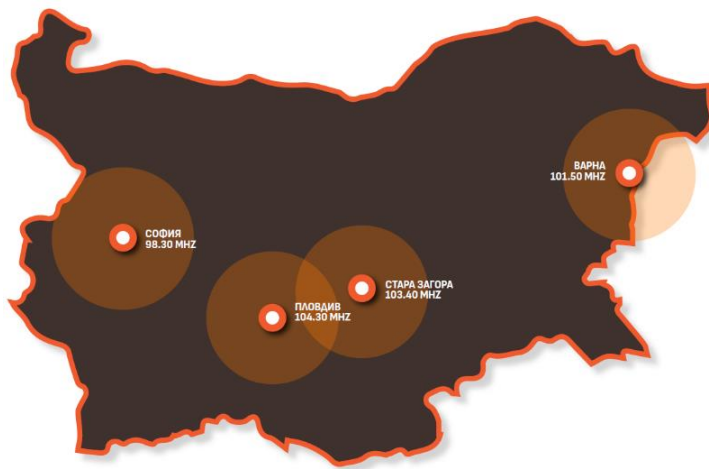 ВАРНА
101.50 MHZ
СОФИЯ
98.30 MHZ
СТАРА ЗАГОРА
103.40 MHZ
ПЛОВДИВ
104.30 MHZ